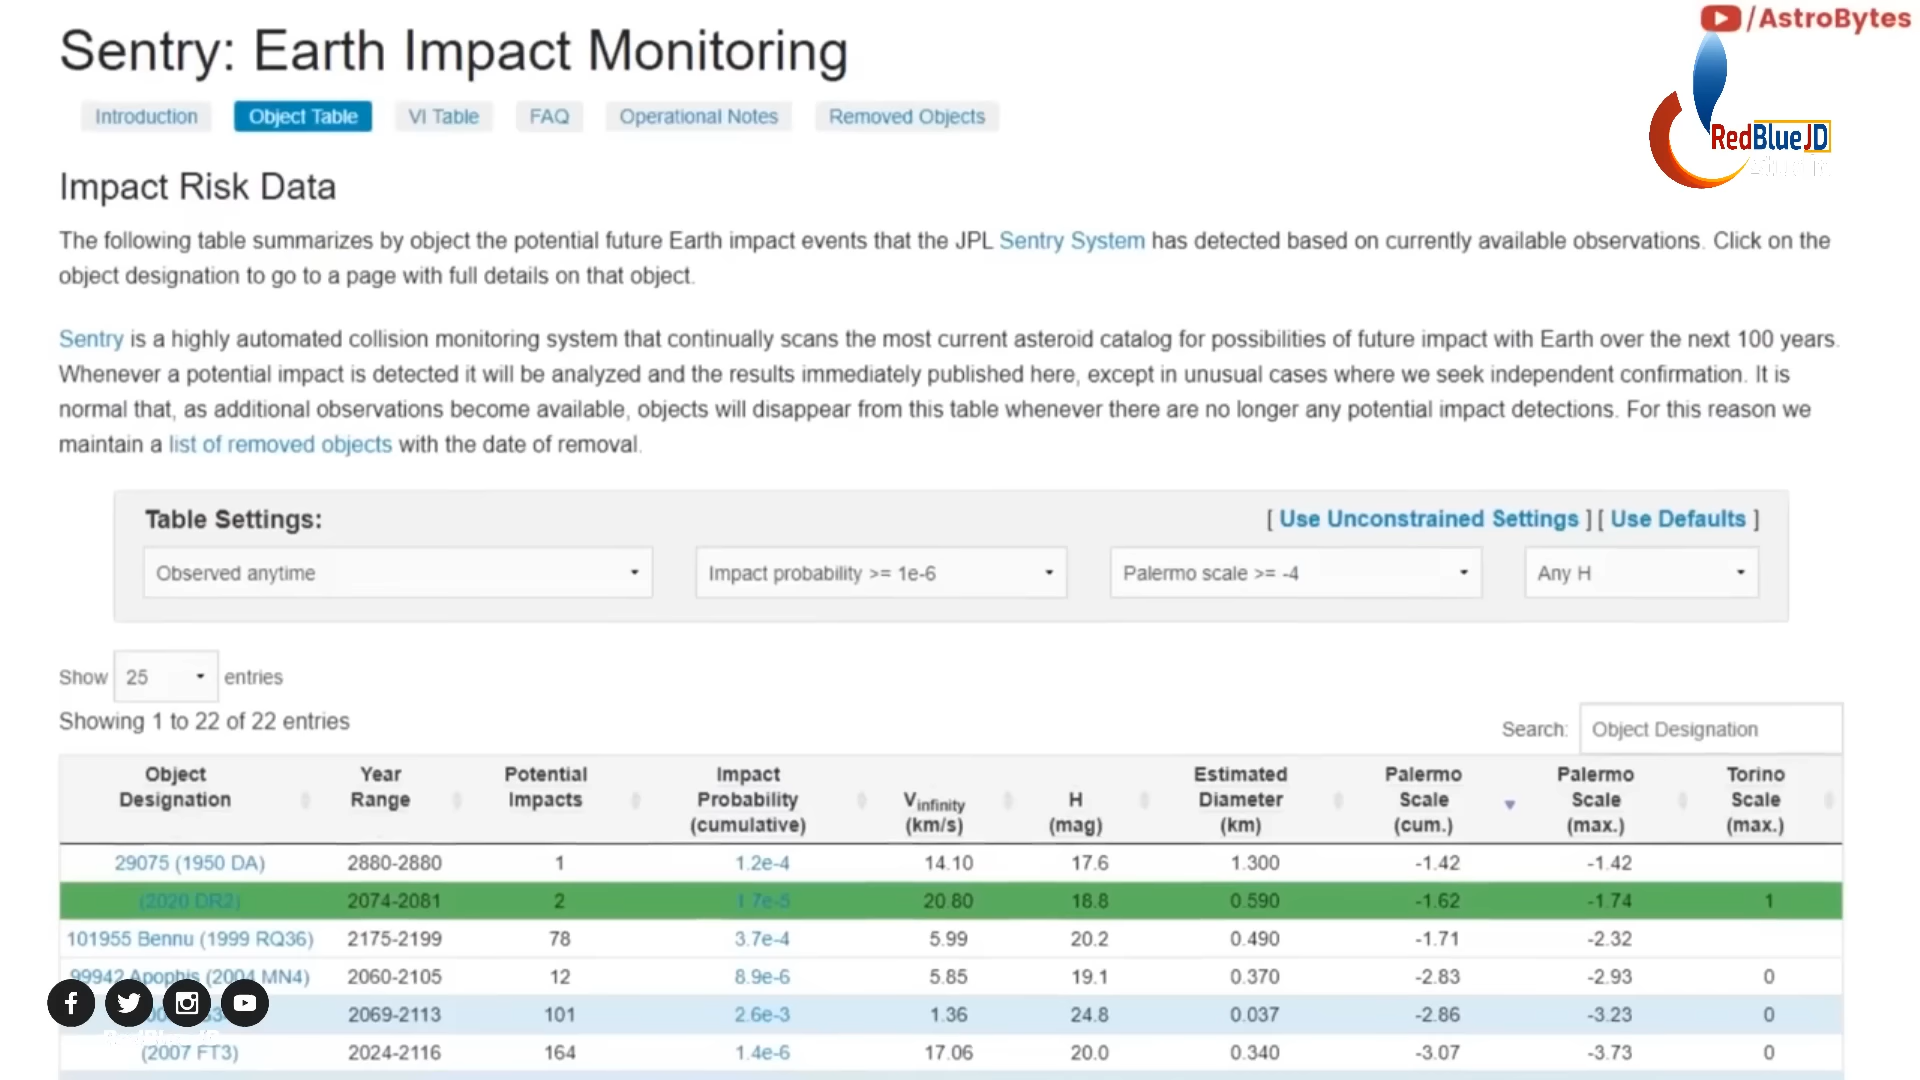 /AstroBytes
Sentry: Earth Impact Monitoring
RedBlueJD
Introduction Object Table VI Table FAQ Operational Notes Removed Objects
Impact Risk Data
The following table summarizes by object the potential future Earth impact events that the JPL Sentry System has detected based on currently available observations. Click on the
object designation to go to a page with full details on that object.
Sentry is a highly automated collision monitoring system that continually scans the most current asteroid catalog for possibilities of future impact with Earth over the next 100 years.
Whenever a potential impact is detected it will be analyzed and the results immediately published here, except in unusual cases where we seek independent confirmation. It is
normal that, as additional observations become available, objects will disappear from this table whenever there are no longer any potential impact detections. For this reason we
maintain a list of removed objects with the date of removal.
Table Settings: [ Use Unconstrained Settings ] [ Use Defaults ]
Observed anytime Impact probability >= 1e-6 Palermo scale >= -4 Any H
Show 25 entries
Showing 1 to 22 of 22 entries
Search: Object Designation
Object Designation Year Range Potential Impacts Impact Probability (cumulative) Vinfinity (km/s) H (mag) Estimated Diameter (km) Palermo Scale (cum.) Palermo Scale (max.) Torino Scale (max.)
29075 (1950 DA) 2880-2880 1 1.2e-4 14.10 17.6 1.300 -1.42 -1.42
(2020 DR2) 2074-2081 2 1.7e-5 20.80 18.8 0.590 -1.62 -1.74 1
101955 Bennu (1999 RQ36) 2175-2199 78 3.7e-4 5.99 20.2 0.490 -1.71 -2.32
99942 Apophis (2004 MN4) 2060-2105 12 8.9e-6 5.85 19.1 0.370 -2.83 -2.93 0
2069-2113 101 2.6e-3 1.36 24.8 0.037 -2.86 -3.23 0
(2007 FT3) 2024-2116 164 1.4e-6 17.06 20.0 0.340 -3.07 -3.73 0